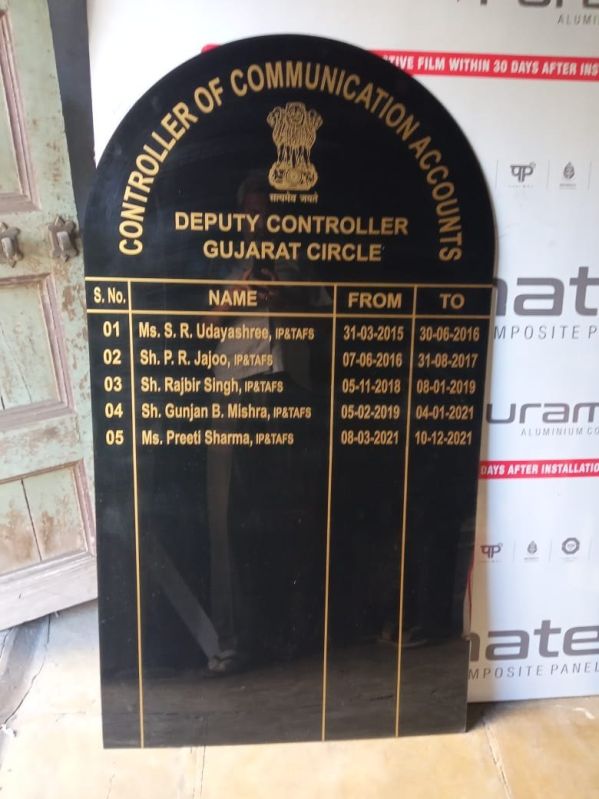 CONTROLLER OF COMMUNICATION ACCOUNTS
सत्यमेव जयते
DEPUTY CONTROLLER
GUJARAT CIRCLE
S. No. NAME FROM TO
01 Ms. S. R. Udayashree, IP&TAFS 31-03-2015 30-06-2016
02 Sh. P. R. Jajoo, IP&TAFS 07-06-2016 31-08-2017
03 Sh. Rajbir Singh, IP&TAFS 05-11-2018 08-01-2019
04 Sh. Gunjan B. Mishra, IP&TAFS 05-02-2019 04-01-2021
05 Ms. Preeti Sharma, IP&TAFS 08-03-2021 10-12-2021
ALUMI
FILM WITHIN 30 DAYS AFTER INS
nate
MPOSITE PAN
uram
ALUMINIUM CO
DAYS AFTER INSTALLATION
nate
MPOSITE PANEL